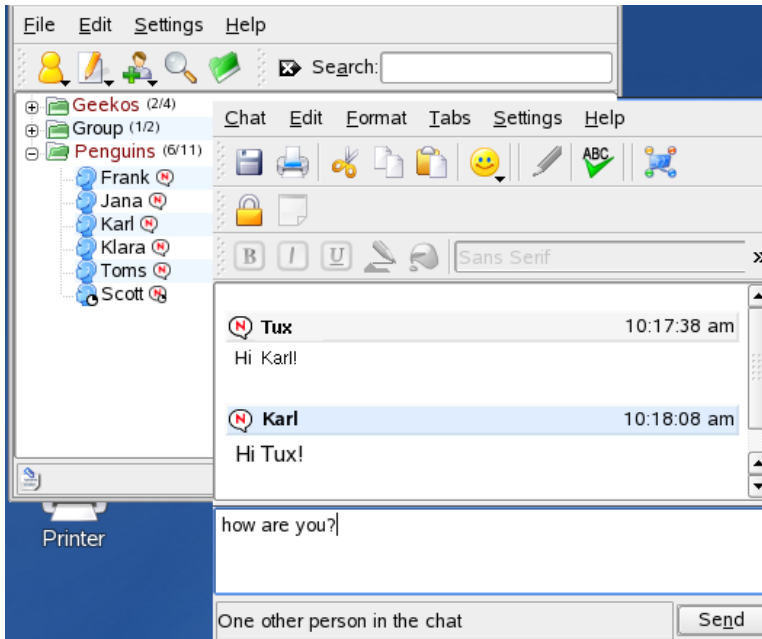 File Edit Settings Help
Search:
Geekos (2/4)
Group (1/2)
Penguins (6/11)
Frank N
Jana N
Karl N
Klara N
Toms N
Scott N
Chat Edit Format Tabs Settings Help
ABC
B I U Sans Serif »
N Tux 10:17:38 am
Hi Karl!
N Karl 10:18:08 am
Hi Tux!
Printer
how are you?
One other person in the chat Send